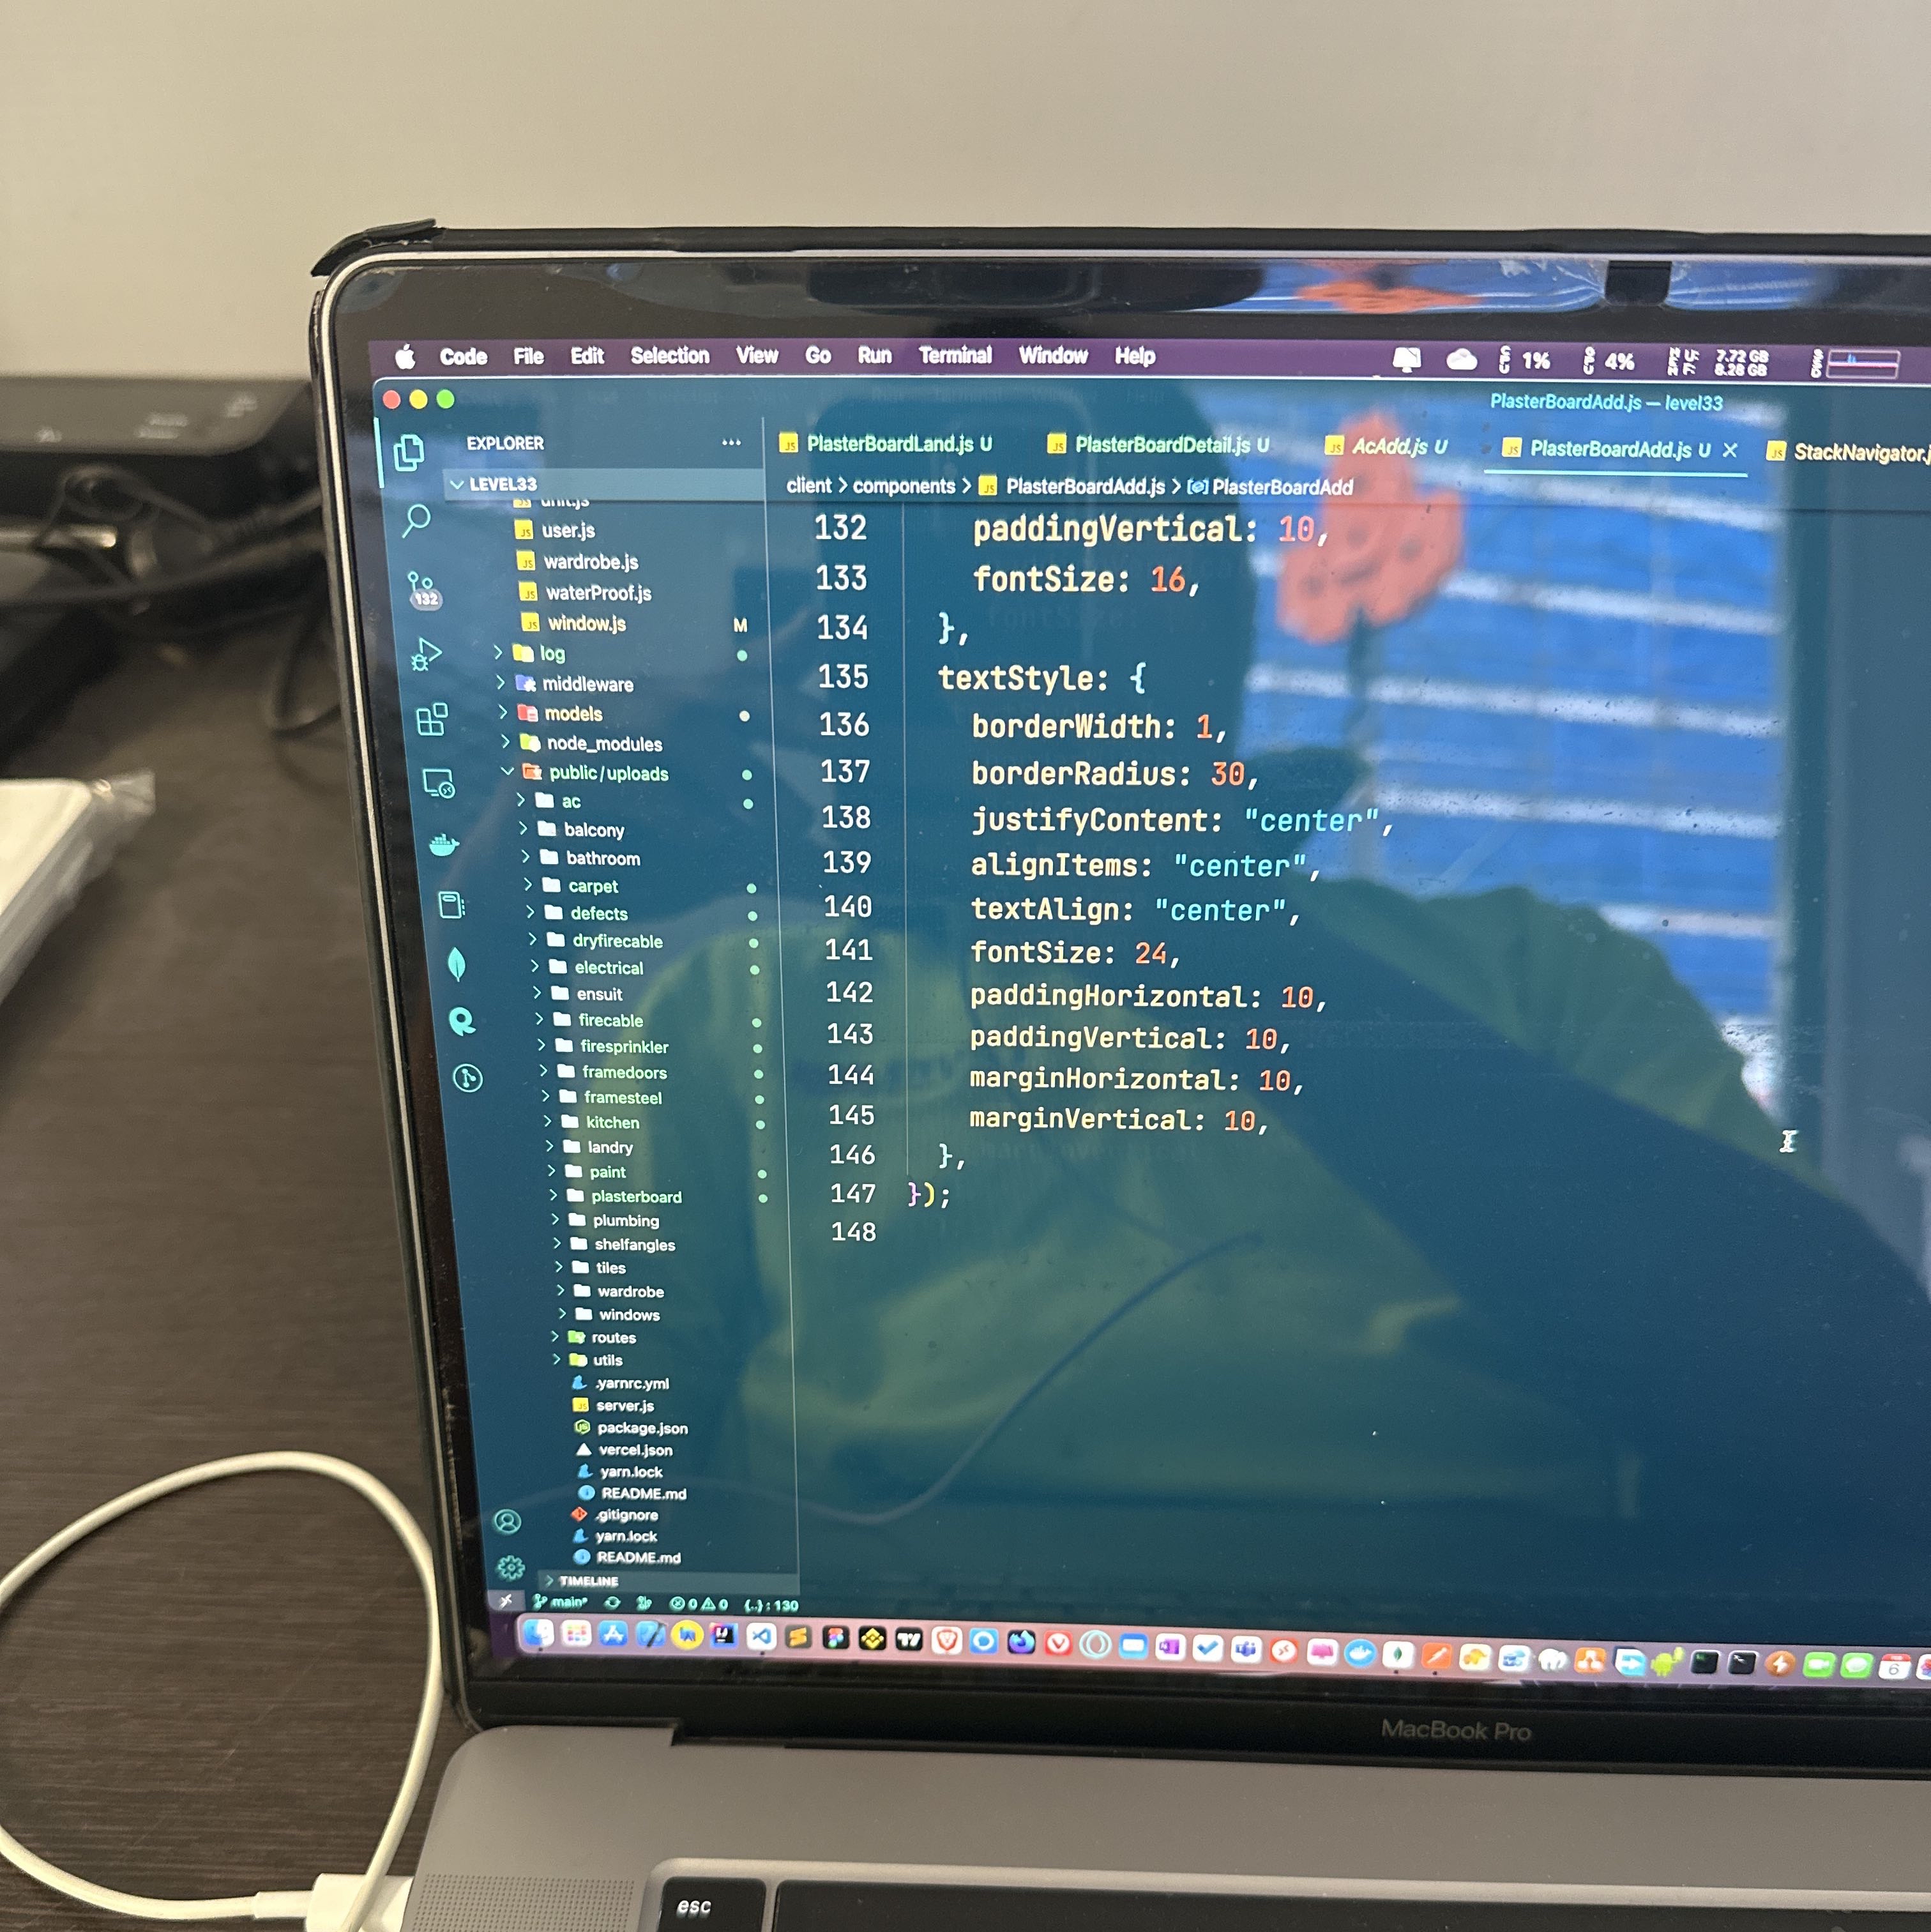 Code File Edit Selection View Go Run Terminal Window Help 1% 4% 7.72 GB
8.28 GB
PlasterBoardAdd.js — level33
EXPLORER ...
PlasterBoardLand.js U PlasterBoardDetail.js U AcAdd.js U PlasterBoardAdd.js U StackNavigator.j
LEVEL33
client > components > PlasterBoardAdd.js > PlasterBoardAdd
unit.js
user.js
wardrobe.js
waterProof.js
window.js M
log
middleware
models
node_modules
public/uploads
ac
balcony
bathroom
carpet
defects
dryfirecable
electrical
ensuit
firecable
firesprinkler
framedoors
framesteel
kitchen
landry
paint
plasterboard
plumbing
shelfangles
tiles
wardrobe
windows
routes
utils
.yarnrc.yml
server.js
package.json
vercel.json
yarn.lock
README.md
.gitignore
yarn.lock
README.md
TIMELINE
132
132 paddingVertical: 10,
133 fontSize: 16,
134 },
135 textStyle: {
136 borderWidth: 1,
137 borderRadius: 30,
138 justifyContent: "center",
139 alignItems: "center",
140 textAlign: "center",
141 fontSize: 24,
142 paddingHorizontal: 10,
143 paddingVertical: 10,
144 marginHorizontal: 10,
145 marginVertical: 10,
146 },
147 });
148
main* 0 0 {..} : 130
6
MacBook Pro
esc